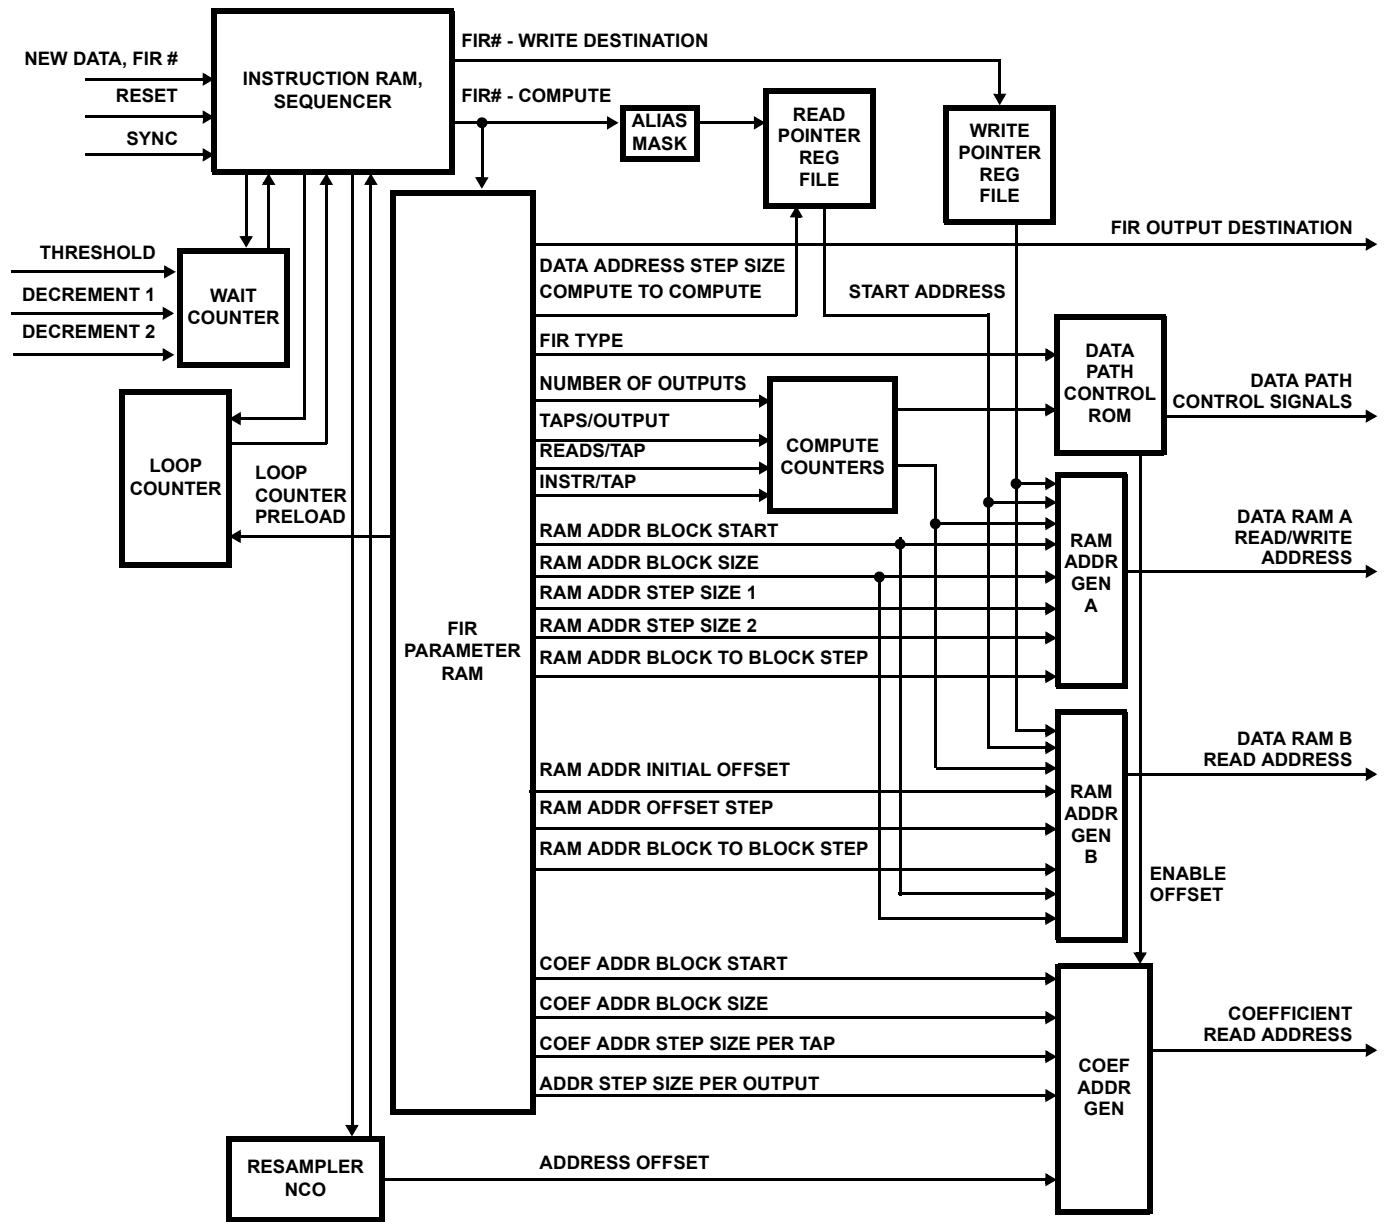 NEW DATA, FIR #
RESET
SYNC
INSTRUCTION RAM,
SEQUENCER
FIR# - WRITE DESTINATION
FIR# - COMPUTE
ALIAS
MASK
READ
POINTER
REG
FILE
WRITE
POINTER
REG
FILE
THRESHOLD
DECREMENT 1
DECREMENT 2
WAIT
COUNTER
LOOP
COUNTER
LOOP
COUNTER
PRELOAD
FIR
PARAMETER
RAM
FIR OUTPUT DESTINATION
DATA ADDRESS STEP SIZE
COMPUTE TO COMPUTE
START ADDRESS
FIR TYPE
NUMBER OF OUTPUTS
TAPS/OUTPUT
READS/TAP
INSTR/TAP
COMPUTE
COUNTERS
DATA
PATH
CONTROL
ROM
DATA PATH
CONTROL SIGNALS
RAM ADDR BLOCK START
RAM ADDR BLOCK SIZE
RAM ADDR STEP SIZE 1
RAM ADDR STEP SIZE 2
RAM ADDR BLOCK TO BLOCK STEP
RAM
ADDR
GEN
A
DATA RAM A
READ/WRITE
ADDRESS
RAM ADDR INITIAL OFFSET
RAM ADDR OFFSET STEP
RAM ADDR BLOCK TO BLOCK STEP
RAM
ADDR
GEN
B
DATA RAM B
READ ADDRESS
ENABLE
OFFSET
COEF ADDR BLOCK START
COEF ADDR BLOCK SIZE
COEF ADDR STEP SIZE PER TAP
ADDR STEP SIZE PER OUTPUT
COEF
ADDR
GEN
COEFFICIENT
READ ADDRESS
RESAMPLER
NCO
ADDRESS OFFSET